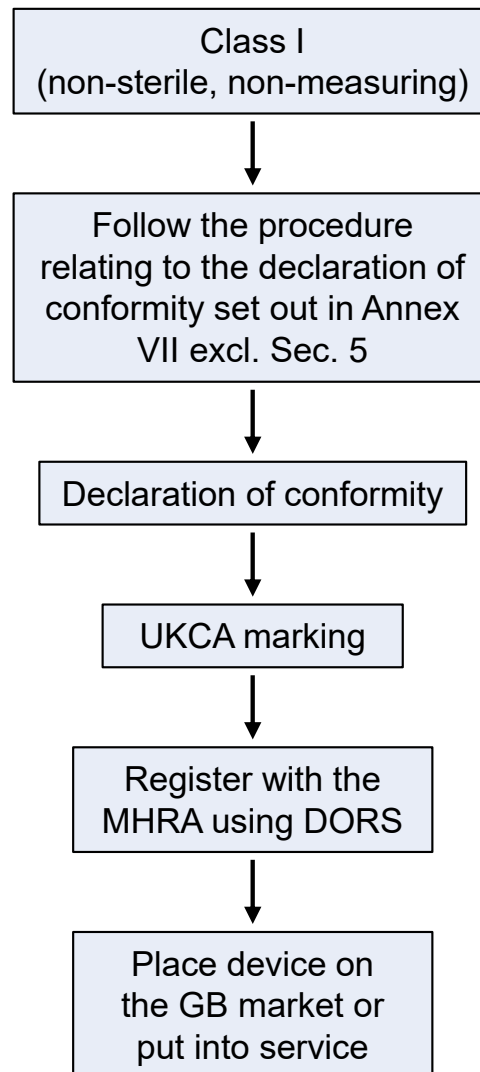 Class I
(non-sterile, non-measuring)
Follow the procedure
relating to the declaration of
conformity set out in Annex
VII excl. Sec. 5
Declaration of conformity
UKCA marking
Register with the
MHRA using DORS
Place device on
the GB market or
put into service